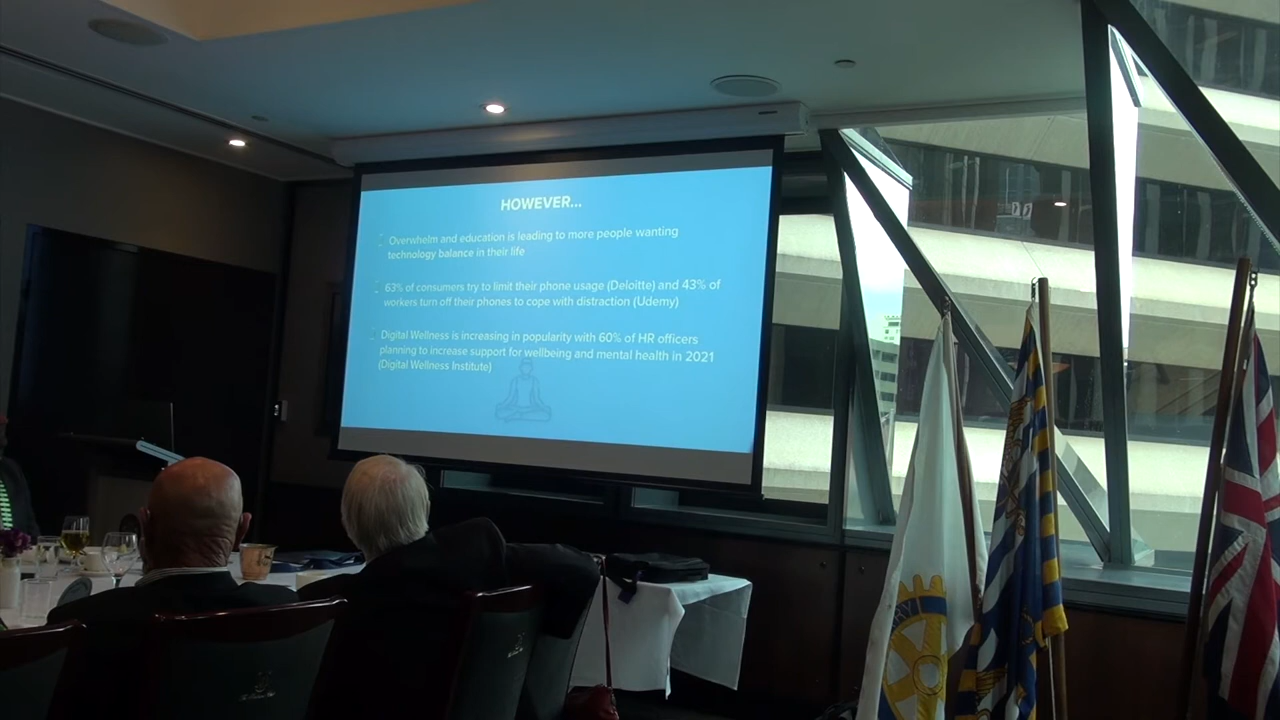 HOWEVER...
Overwhelm and education is leading to more people wanting
technology balance in their life
63% of consumers try to limit their phone usage (Deloitte) and 43% of
workers turn off their phones to cope with distraction (Udemy)
Digital Wellness is increasing in popularity with 60% of HR officers
planning to increase support for wellbeing and mental health in 2021
(Digital Wellness Institute)